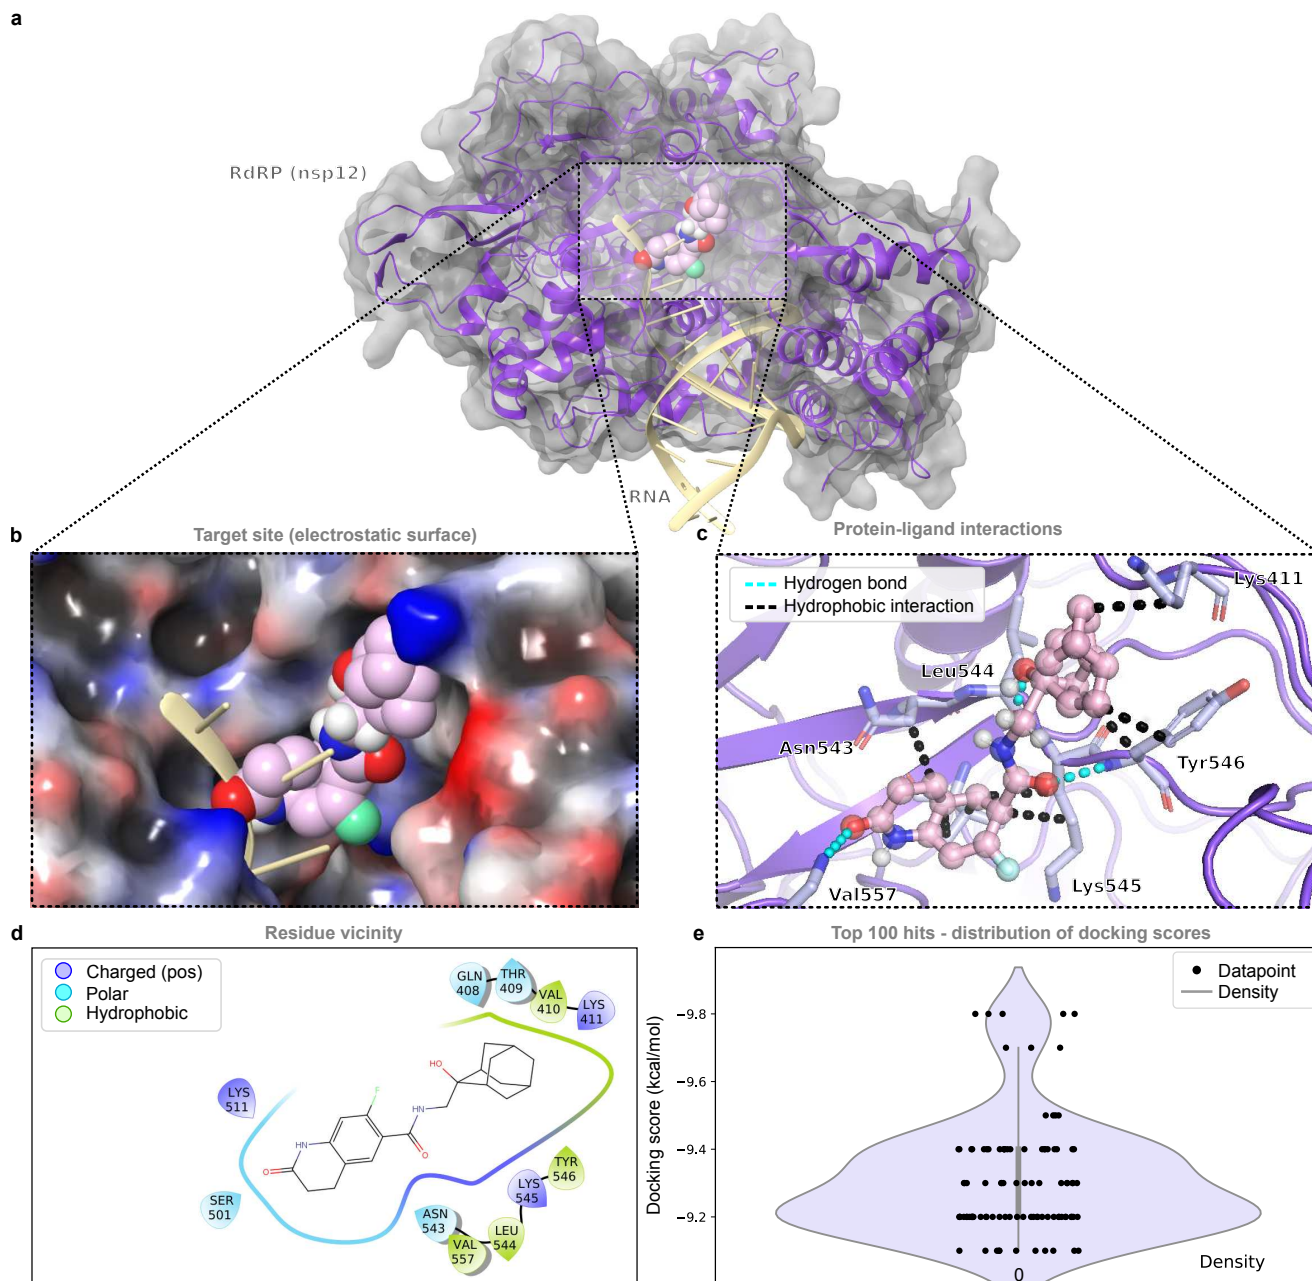 a
RdRP (nsp12)
RNA
b
Target site (electrostatic surface)
c
Protein-ligand interactions
Hydrogen bond
Hydrophobic interaction
Lys411
Leu544
Asn543
Tyr546
Val557
Lys545
d
Residue vicinity
Charged (pos)
Polar
Hydrophobic
GLN
408
THR
409
VAL
410
LYS
411
LYS
511
HO
F
NH
HN
O
O
SER
501
ASN
543
VAL
557
LEU
544
LYS
545
TYR
546
e
Top 100 hits - distribution of docking scores
Datapoint
Density
Docking score (kcal/mol)
−9.8
−9.6
−9.4
−9.2
0
Density